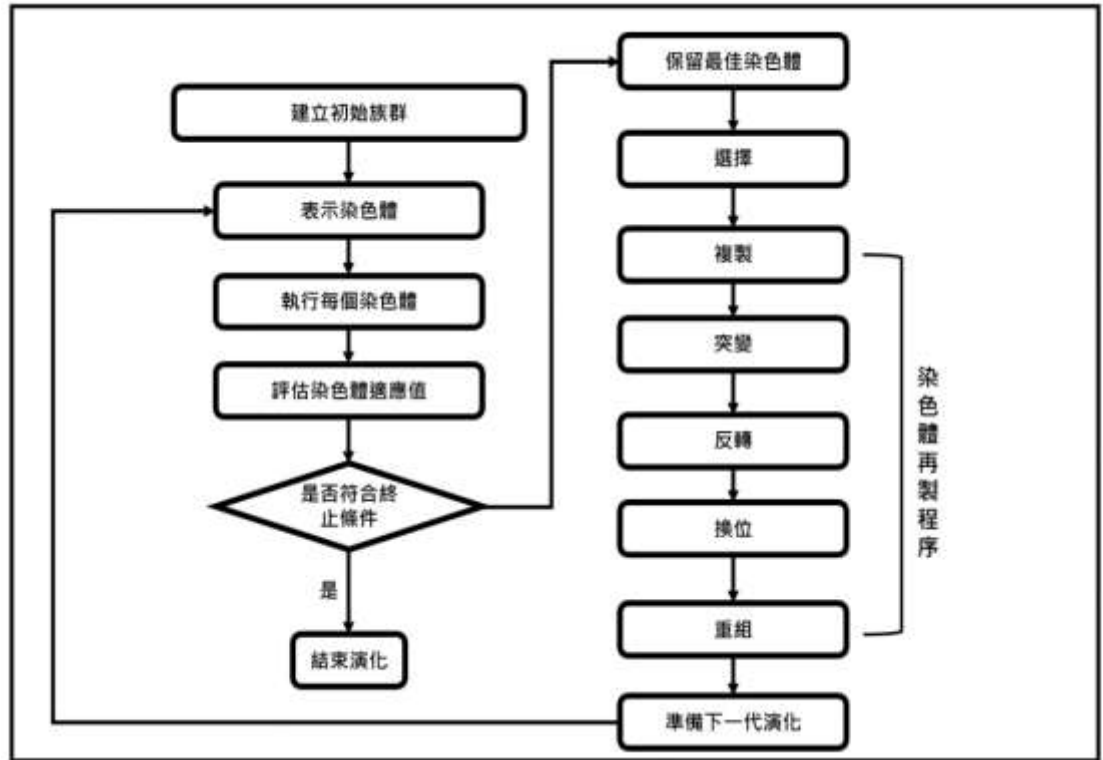 建立初始族群
表示染色體
執行每個染色體
評估染色體適應值
是否符合終
止條件
是
結束演化
保留最佳染色體
選擇
複製
突變
反轉
換位
重組
準備下一代演化
染色體再製程序